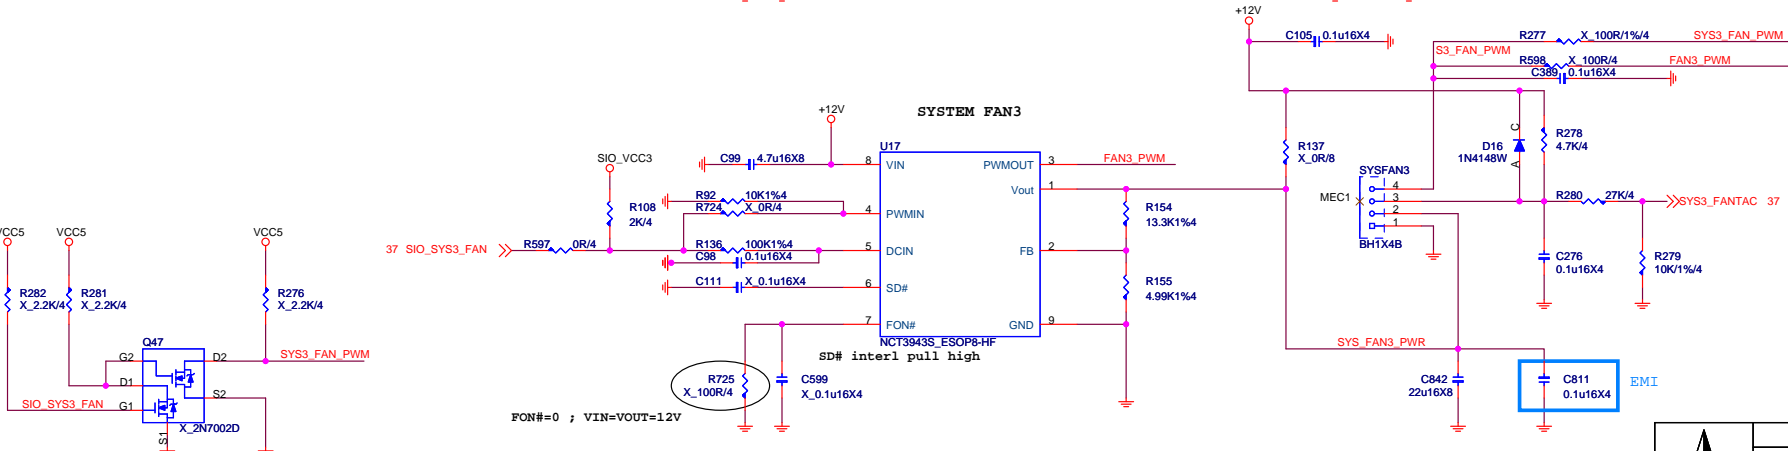 +12V
C105 0.1u16X4
R277 X_100R/1%/4 SYS3_FAN_PWM
S3_FAN_PWM
R598 X_100R/4 FAN3_PWM
C389 0.1u16X4
+12V
SYSTEM FAN3
U17
C99 4.7u16X8
8 VIN
PWMOUT 3
FAN3_PWM
Vout 1
SIO_VCC3
R108
2K/4
R92 10K1%4
R724 X_0R/4
4 PWMIN
37 SIO_SYS3_FAN
R597 0R/4
R136 100K1%4
C98 0.1u16X4
5 DCIN
FB 2
C111 X_0.1u16X4
6 SD#
7 FON#
GND 9
NCT3943S_ESOP8-HF
SD# interl pull high
R154
13.3K1%4
R155
4.99K1%4
R725
X_100R/4
C599
X_0.1u16X4
FON#=0 ; VIN=VOUT=12V
R137
X_0R/8
D16
1N4148W
C
A
R278
4.7K/4
SYSFAN3
MEC1
4
3
2
1
BH1X4B
R280 27K/4
SYS3_FANTAC 37
C276
0.1u16X4
R279
10K/1%/4
SYS_FAN3_PWR
C842
22u16X8
C811
0.1u16X4
EMI
VCC5
VCC5
VCC5
R282
X_2.2K/4
R281
X_2.2K/4
R276
X_2.2K/4
Q47
G2
D2
SYS3_FAN_PWM
D1
S2
SIO_SYS3_FAN
G1
S1
X_2N7002D